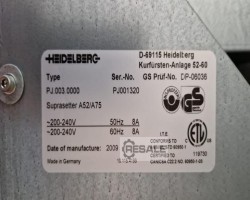 HEIDELBERG
D-69115 Heidelberg
Kurfürsten-Anlage 52-60
Type Ser.-No. GS Prüf-No. DP-06036
PJ.003.0000 PJ001320
Suprasetter A52/A75
~200-240V 50Hz 8A
~200-240V 60Hz 8A
Date of manufacture: 2009
RESALE
Made in Germany